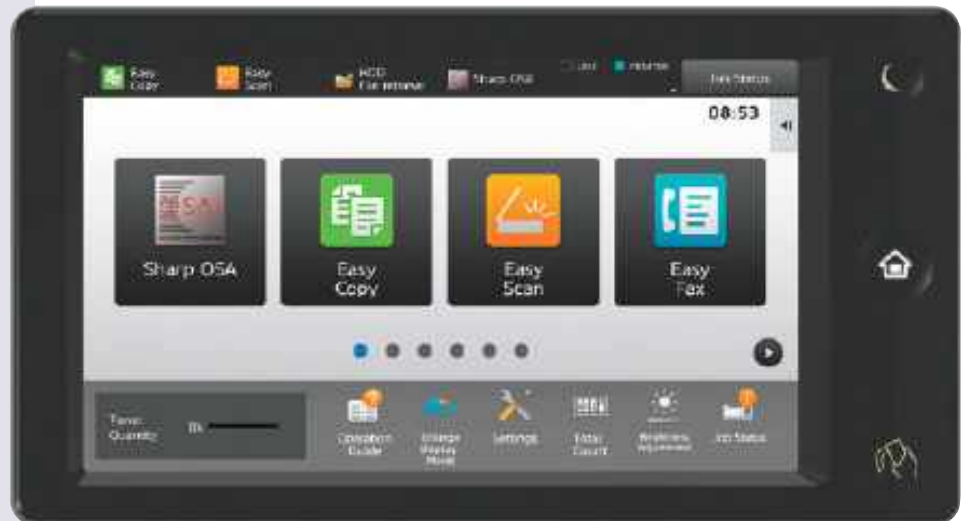 Easy
Copy
Easy
Scan
HDD
File Retrieve
Sharp OSA
Job Status
08:53
Sharp OSA
Easy
Copy
Easy
Scan
Easy
Fax
Toner
Quantity
Bk
Operation
Guide
Enlarge
Display
Mode
Settings
Total
Count
Brightness
Adjustment
Job Status